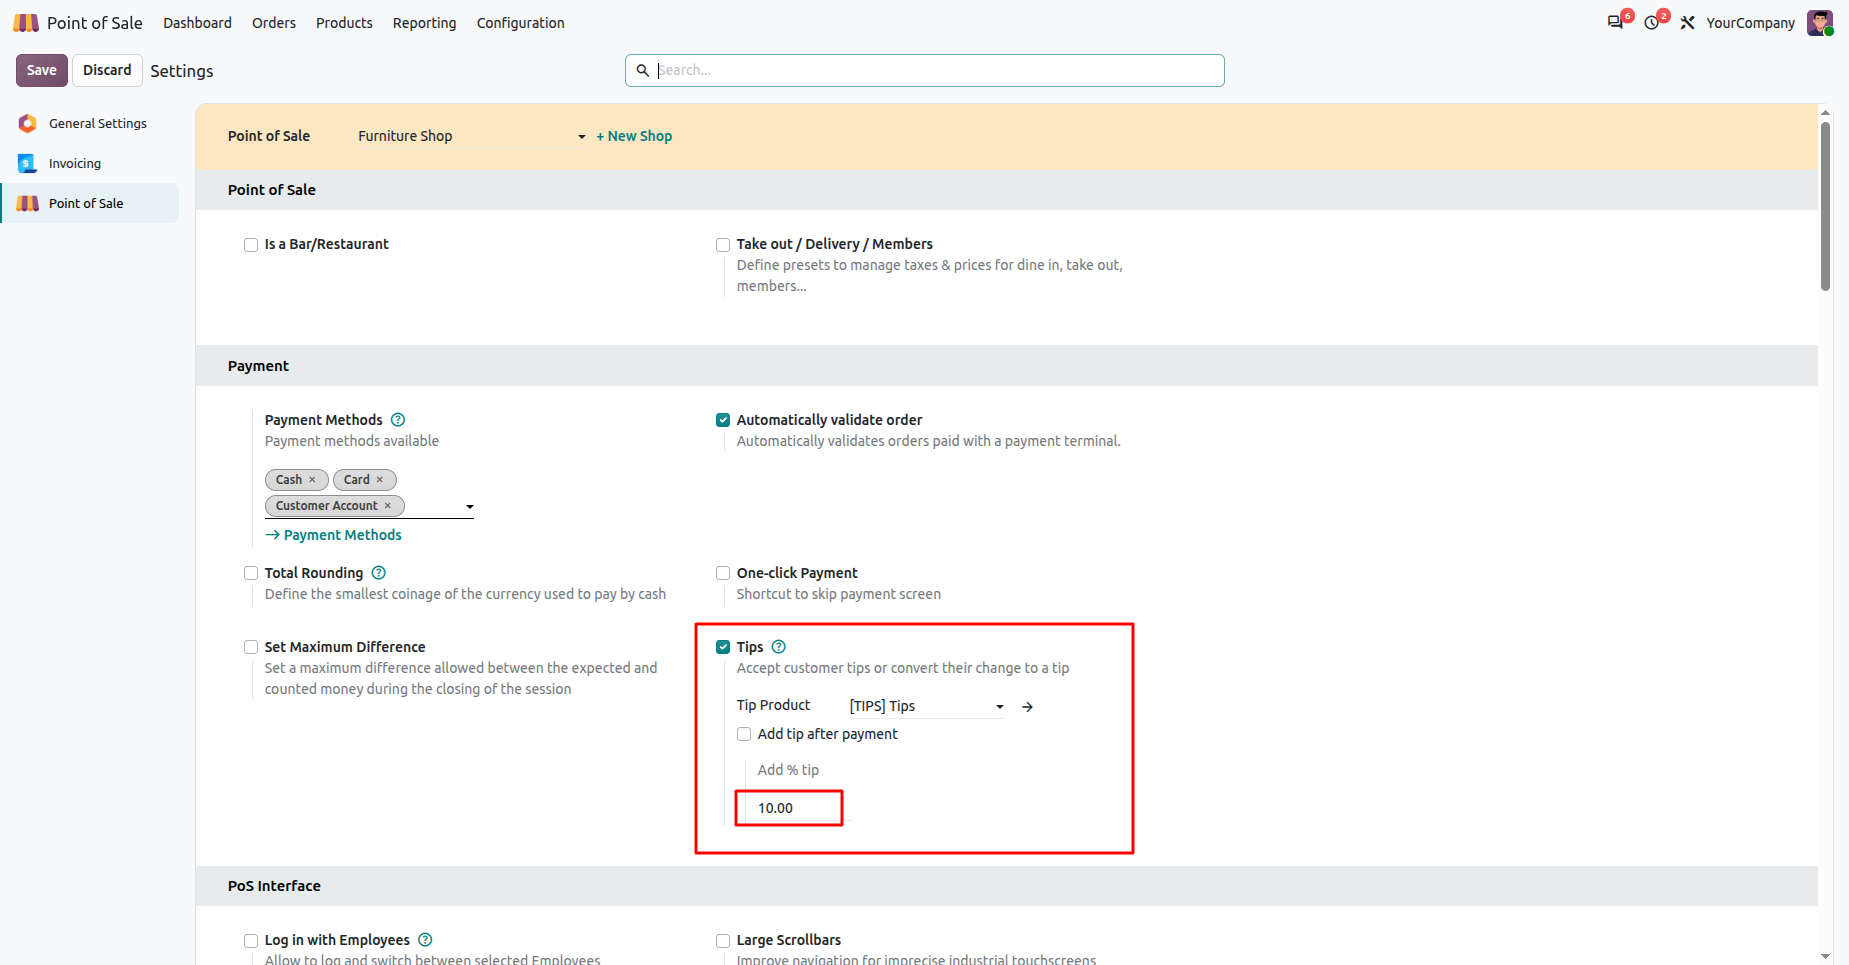 Point of Sale Dashboard Orders Products Reporting Configuration 6 2 YourCompany
Save Discard Settings Search...
General Settings
Invoicing
Point of Sale
Point of Sale Furniture Shop + New Shop
Point of Sale
Is a Bar/Restaurant
Take out / Delivery / Members
Define presets to manage taxes & prices for dine in, take out,
members...
Payment
Payment Methods ?
Payment methods available
Cash × Card ×
Customer Account ×
→ Payment Methods
Automatically validate order
Automatically validates orders paid with a payment terminal.
Total Rounding ?
Define the smallest coinage of the currency used to pay by cash
One-click Payment
Shortcut to skip payment screen
Set Maximum Difference
Set a maximum difference allowed between the expected and
counted money during the closing of the session
Tips ?
Accept customer tips or convert their change to a tip
Tip Product [TIPS] Tips →
Add tip after payment
Add % tip
10.00
PoS Interface
Log in with Employees ?
Allow to log and switch between selected Employees
Large Scrollbars
Improve navigation for imprecise industrial touchscreens